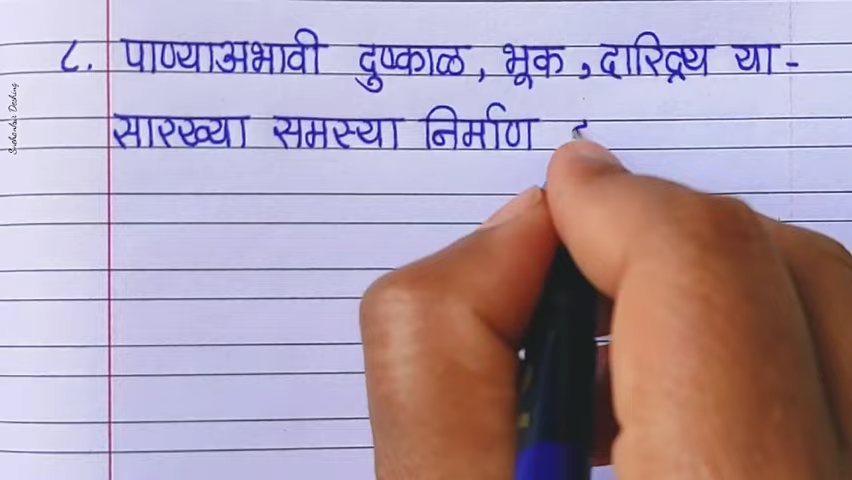 ८. पाण्याअभावी दुष्काळ, भूक, दारिद्र्य या-
सारख्या समस्या निर्माण